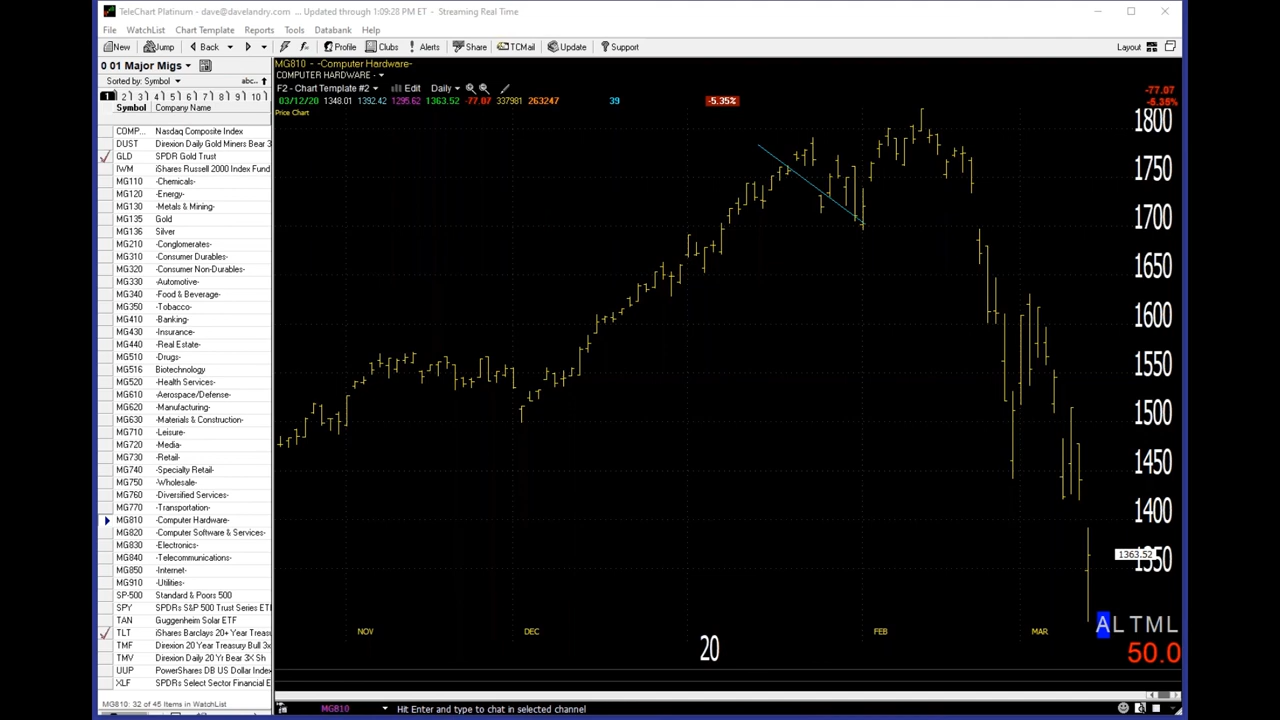 TeleChart Platinum - dave@davelandry.com ... Updated through 1:09:28 PM ET - Streaming Real Time
File WatchList Chart Template Reports Tools Databank Help
New Jump Back Profile Clubs Alerts Share TCMail Update Support Layout
0 01 Major Migs
Sorted by: Symbol abc..
1 2 3 4 5 6 7 8 9 10
Symbol Company Name
COMP... Nasdaq Composite Index
DUST Direxion Daily Gold Miners Bear 3
GLD SPDR Gold Trust
IWM iShares Russell 2000 Index Fund
MG110 -Chemicals-
MG120 -Energy-
MG130 -Metals & Mining-
MG135 Gold
MG136 Silver
MG210 -Conglomerates-
MG310 -Consumer Durables-
MG320 -Consumer Non-Durables-
MG330 -Automotive-
MG340 -Food & Beverage-
MG350 -Tobacco-
MG410 -Banking-
MG430 -Insurance-
MG440 -Real Estate-
MG510 -Drugs-
MG516 Biotechnology
MG520 -Health Services-
MG610 -Aerospace/Defense-
MG620 -Manufacturing-
MG630 -Materials & Construction-
MG710 -Leisure-
MG720 -Media-
MG730 -Retail-
MG740 -Specialty Retail-
MG750 -Wholesale-
MG760 -Diversified Services-
MG770 -Transportation-
MG810 -Computer Hardware-
MG820 -Computer Software & Services-
MG830 -Electronics-
MG840 -Telecommunications-
MG850 -Internet-
MG910 -Utilities-
SP-500 Standard & Poors 500
SPY SPDRs S&P 500 Trust Series ETF
TAN Guggenheim Solar ETF
TLT iShares Barclays 20+ Year Treasu
TMF Direxion 20 Year Treasury Bull 3x
TMV Direxion Daily 20 Yr Bear 3X Sh
UUP PowerShares DB US Dollar Index
XLF SPDRs Select Sector Financial E
MG810: 32 of 45 Items in WatchList
MG810 - -Computer Hardware-
COMPUTER HARDWARE -
F2 - Chart Template #2 Edit Daily
03/12/20 1348.01 1392.42 1295.62 1363.52 -77.07 337981 263247 39 -5.35%
Price Chart
-77.07
-5.35%
1800
1750
1700
1650
1600
1550
1500
1450
1400
1350
1363.52
NOV DEC 20 FEB MAR
A L T M L
50.0
MG810 Hit Enter and type to chat in selected channel